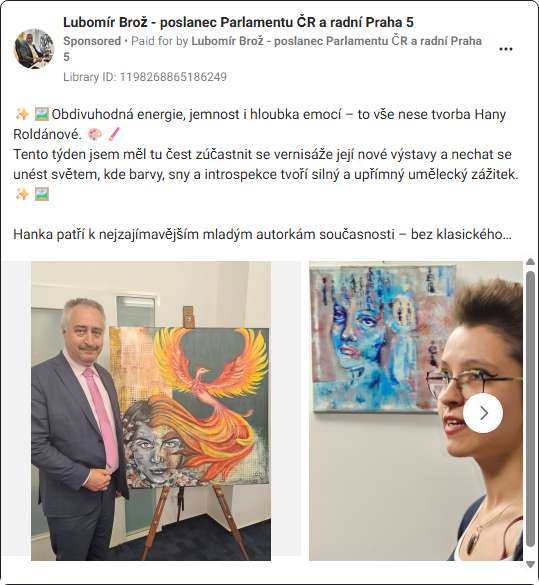 Lubomír Brož - poslanec Parlamentu ČR a radní Praha 5
Sponsored • Paid for by Lubomír Brož - poslanec Parlamentu ČR a radní Praha
5
Library ID: 1198268865186249
✨ 🖼️Obdivuhodná energie, jemnost i hloubka emocí – to vše nese tvorba Hany
Roldánové. 🎨 🖌️
Tento týden jsem měl tu čest zúčastnit se vernisáže její nové výstavy a nechat se
unést světem, kde barvy, sny a introspekce tvoří silný a upřímný umělecký zážitek.
✨ 🖼️
Hanka patří k nejzajímavějším mladým autorkám současnosti – bez klasického...